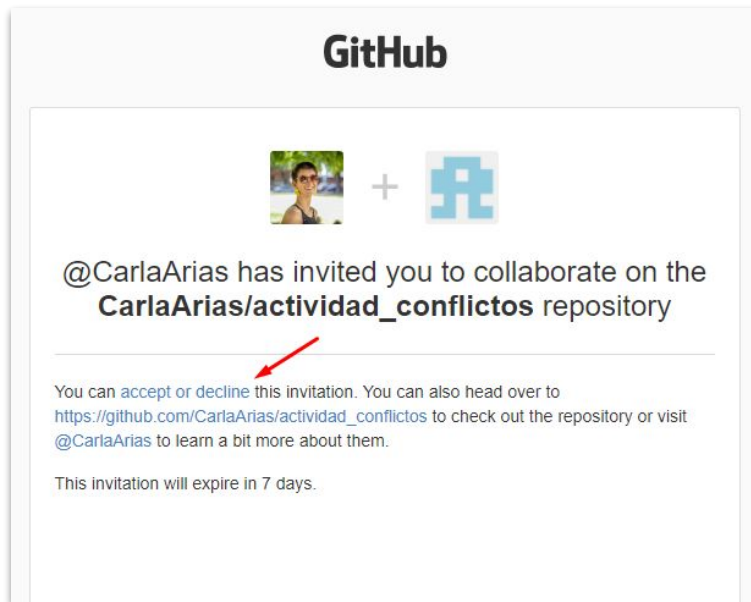 GitHub
@CarlaArias has invited you to collaborate on the
CarlaArias/actividad_conflictos repository
You can accept or decline this invitation. You can also head over to
https://github.com/CarlaArias/actividad_conflictos to check out the repository or visit
@CarlaArias to learn a bit more about them.
This invitation will expire in 7 days.